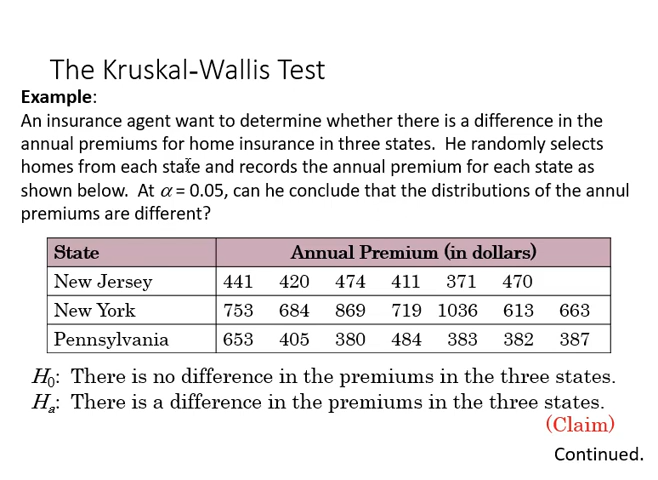 The Kruskal-Wallis Test
Example:
An insurance agent want to determine whether there is a difference in the
annual premiums for home insurance in three states. He randomly selects
homes from each state and records the annual premium for each state as
shown below. At α = 0.05, can he conclude that the distributions of the annul
premiums are different?
State Annual Premium (in dollars)
New Jersey 441 420 474 411 371 470
New York 753 684 869 719 1036 613 663
Pennsylvania 653 405 380 484 383 382 387
H0: There is no difference in the premiums in the three states.
Ha: There is a difference in the premiums in the three states.
(Claim)
Continued.